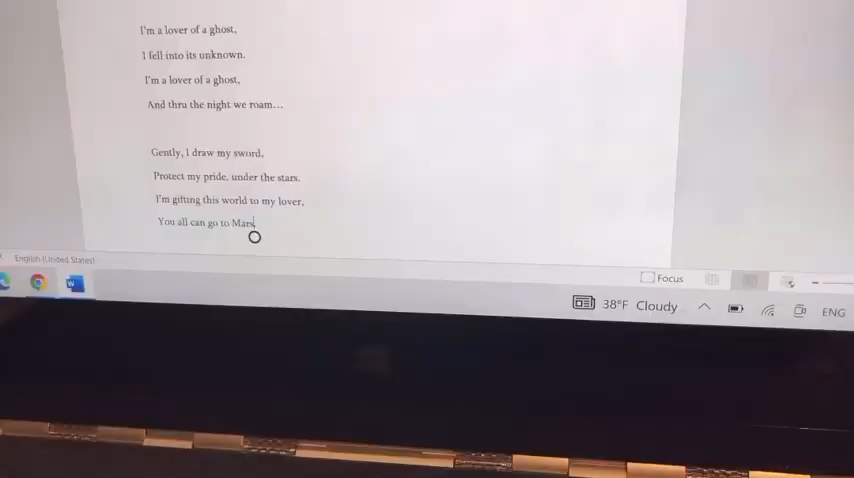 I'm a lover of a ghost,
I fell into its unknown.
I'm a lover of a ghost,
And thru the night we roam...
Gently, I draw my sword,
Protect my pride, under the stars.
I'm gifting this world to my lover,
You all can go to Mars
English (United States)
Focus
38°F Cloudy
ENG